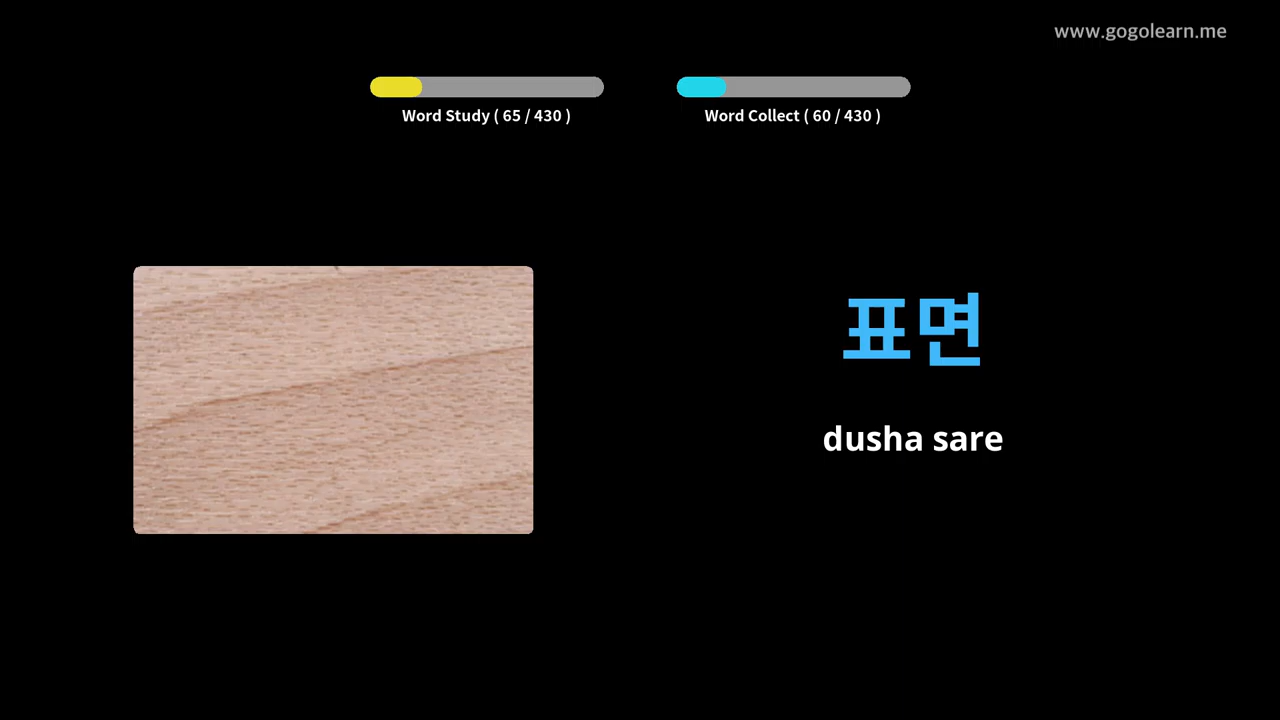 www.gogolearn.me
Word Study ( 65 / 430 )
Word Collect ( 60 / 430 )
표면
dusha sare